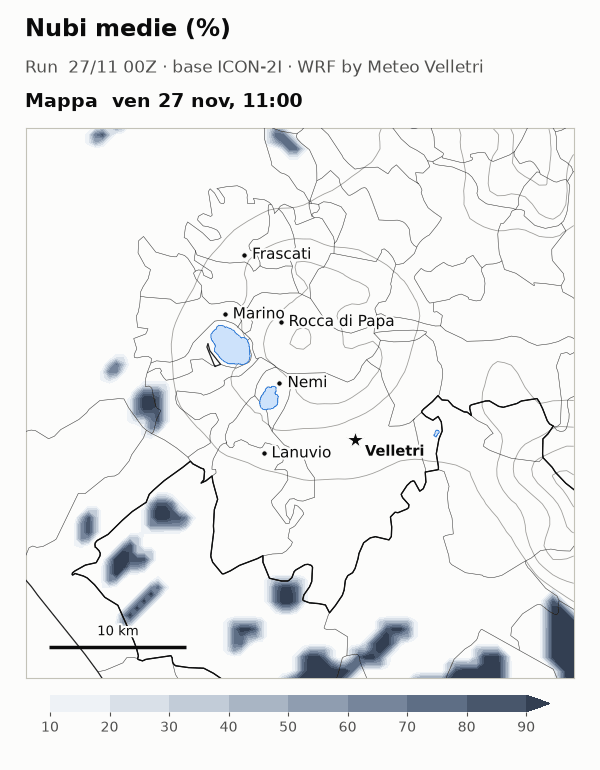 Nubi medie (%)
Run  27/11 00Z · base ICON-2I · WRF by Meteo Velletri
Mappa  ven 27 nov, 11:00
Frascati
Marino
Rocca di Papa
Nemi
Velletri
Lanuvio
10 km
10 20 30 40 50 60 70 80 90